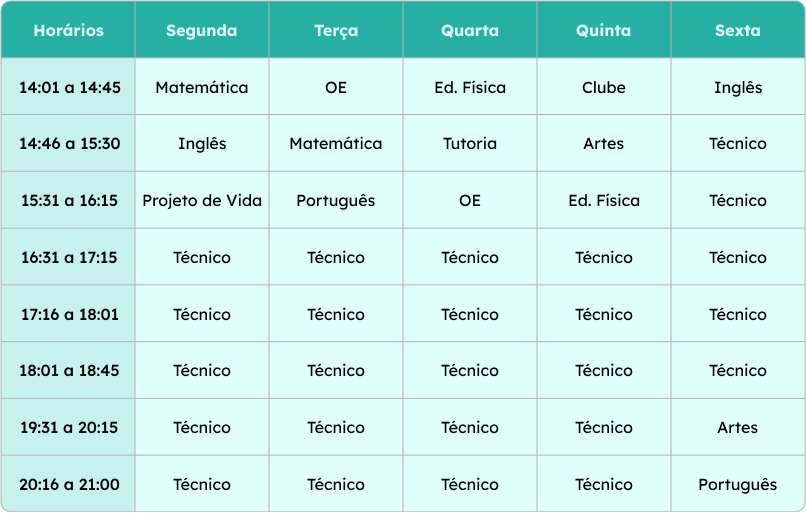 Horários Segunda Terça Quarta Quinta Sexta
14:01 a 14:45 Matemática OE Ed. Física Clube Inglês
14:46 a 15:30 Inglês Matemática Tutoria Artes Técnico
15:31 a 16:15 Projeto de Vida Português OE Ed. Física Técnico
16:31 a 17:15 Técnico Técnico Técnico Técnico Técnico
17:16 a 18:01 Técnico Técnico Técnico Técnico Técnico
18:01 a 18:45 Técnico Técnico Técnico Técnico Técnico
19:31 a 20:15 Técnico Técnico Técnico Técnico Artes
20:16 a 21:00 Técnico Técnico Técnico Técnico Português